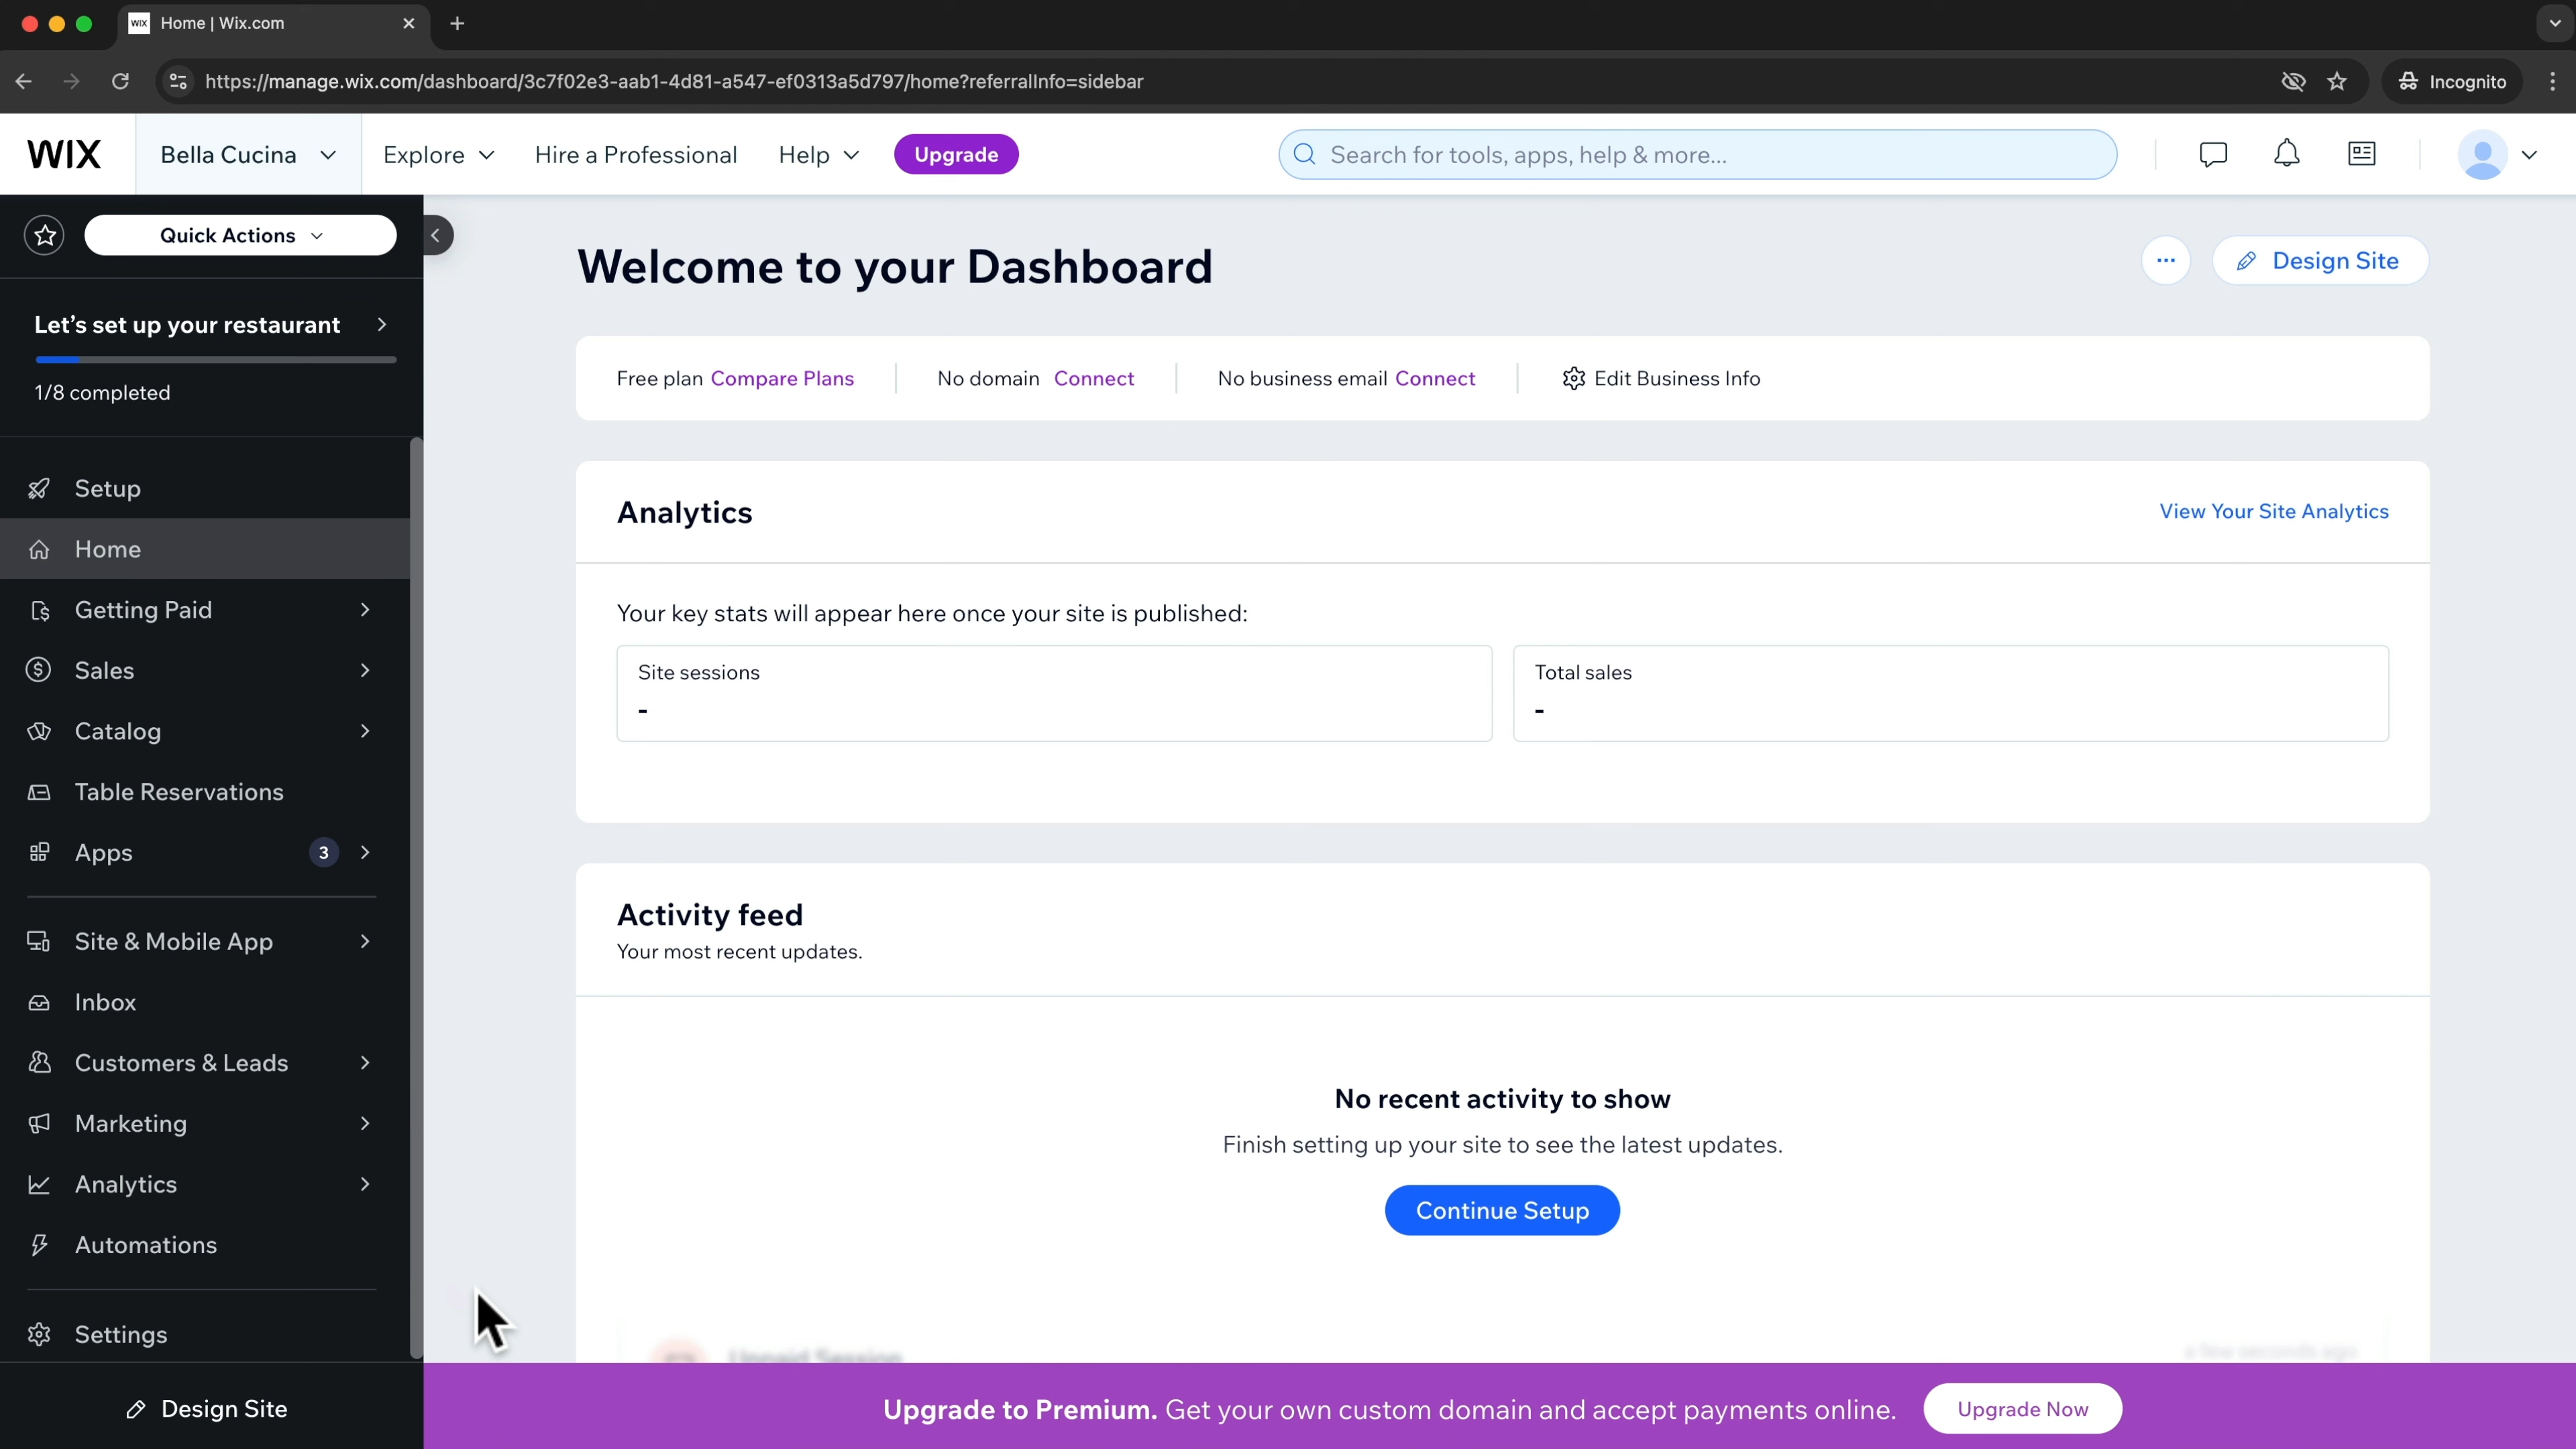 WIX Home | Wix.com
https://manage.wix.com/dashboard/3c7f02e3-aab1-4d81-a547-ef0313a5d797/home?referralInfo=sidebar
Incognito
WIX
Bella Cucina
Explore
Hire a Professional
Help
Upgrade
Search for tools, apps, help & more...
Quick Actions
Let's set up your restaurant
1/8 completed
Setup
Home
Getting Paid
Sales
Catalog
Table Reservations
Apps 3
Site & Mobile App
Inbox
Customers & Leads
Marketing
Analytics
Automations
Settings
Design Site
Welcome to your Dashboard
Design Site
Free plan Compare Plans
No domain Connect
No business email Connect
Edit Business Info
Analytics
View Your Site Analytics
Your key stats will appear here once your site is published:
Site sessions
-
Total sales
-
Activity feed
Your most recent updates.
No recent activity to show
Finish setting up your site to see the latest updates.
Continue Setup
Unpaid Session
a few seconds ago
Upgrade to Premium. Get your own custom domain and accept payments online.
Upgrade Now